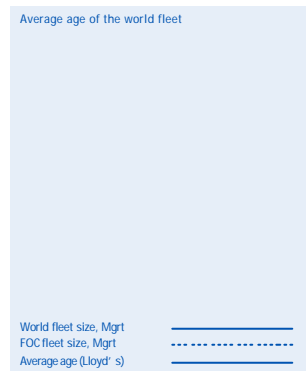 Average age of the world fleet
World fleet size, Mgrt
FOC fleet size, Mgrt
Average age (Lloyd's)